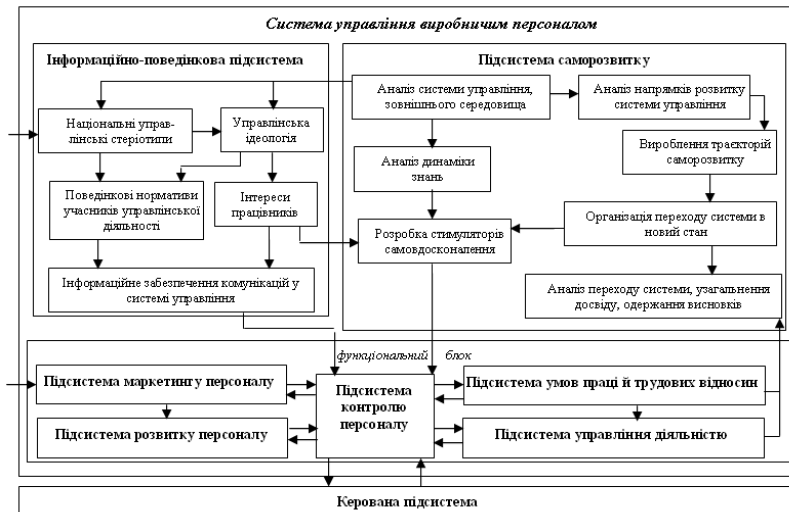 Система управління виробничим персоналом
Інформаційно-поведінкова підсистема
Національні управ-
лінські стеріотипи
Управлінська
ідеологія
Поведінкові нормативи
учасників управлінської
діяльності
Інтереси
працівників
Інформаційне забезпечення комунікацій у
системі управління
Підсистема саморозвитку
Аналіз системи управління,
зовнішнього середовища
Аналіз напрямків розвитку
системи управління
Аналіз динаміки
знань
Вироблення траєкторій
саморозвитку
Розробка стимуляторів
самовдосконалення
Організація переходу системи в
новий стан
Аналіз переходу системи, узагальнення
досвіду, одержання висновків
функціональний блок
Підсистема маркетингу персоналу
Підсистема розвитку персоналу
Підсистема
контролю
персоналу
Підсистема умов праці й трудових відносин
Підсистема управління діяльністю
Керована підсистема